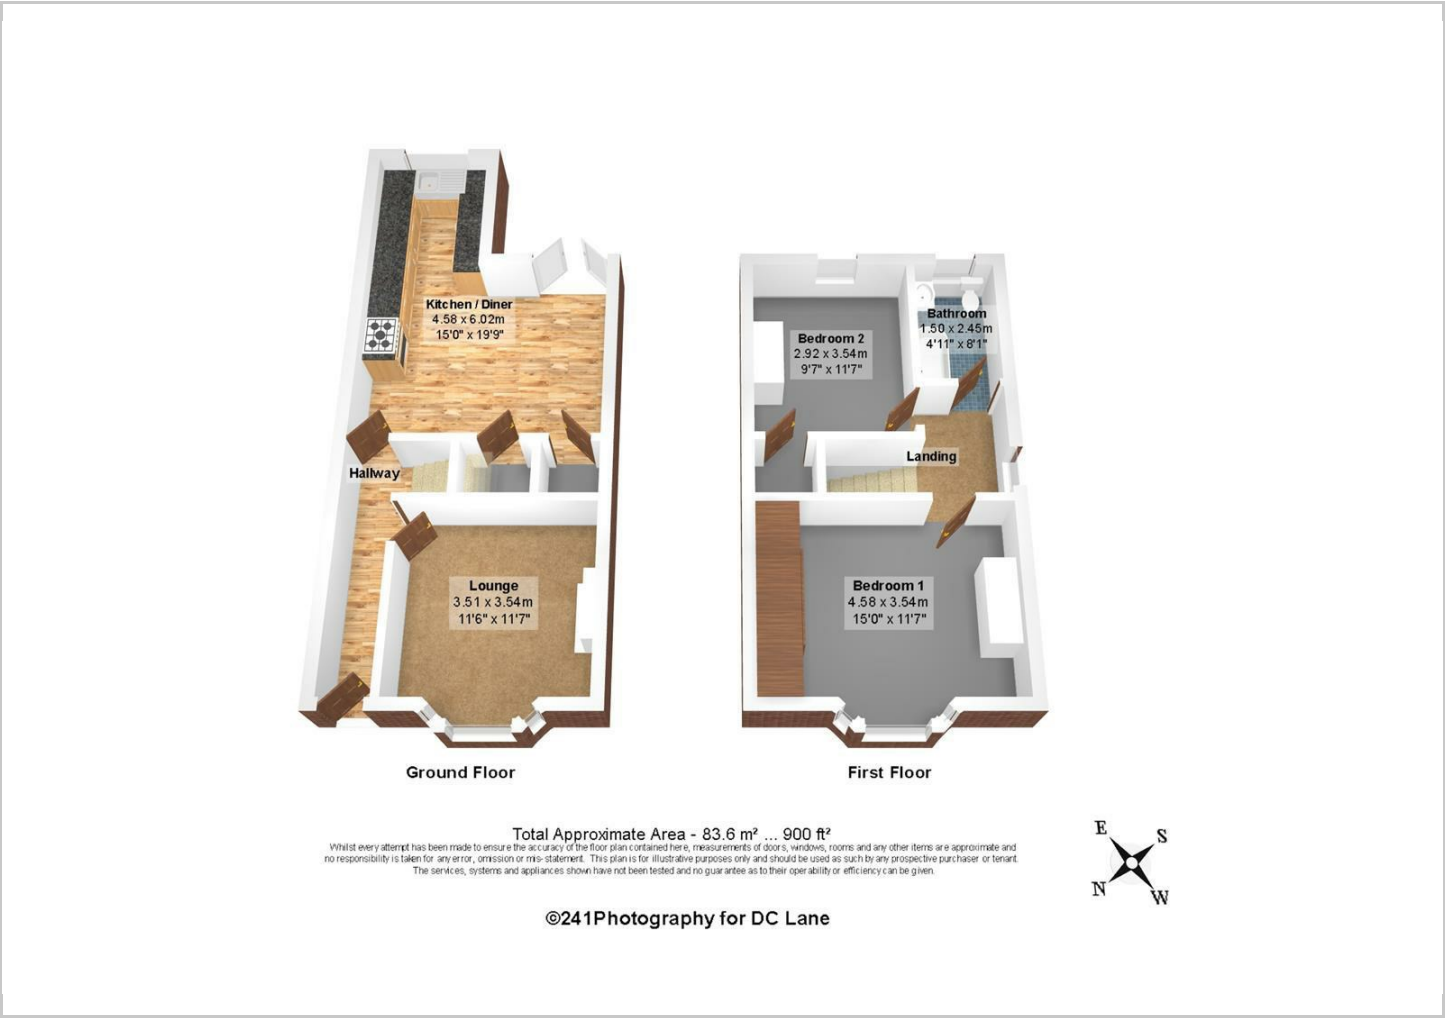 Kitchen / Diner
4.58 x 6.02m
15'0" x 19'9"
Hallway
Lounge
3.51 x 3.54m
11'6" x 11'7"
Ground Floor
Bedroom 2
2.92 x 3.54m
9'7" x 11'7"
Bathroom
1.50 x 2.45m
4'11" x 8'1"
Landing
Bedroom 1
4.58 x 3.54m
15'0" x 11'7"
First Floor
Total Approximate Area - 83.6 m² ... 900 ft²
Whilst every attempt has been made to ensure the accuracy of the floor plan contained here, measurements of doors, windows, rooms and any other items are approximate and
no responsibility is taken for any error, omission or mis-statement. This plan is for illustrative purposes only and should be used as such by any prospective purchaser or tenant.
The services, systems and appliances shown have not been tested and no guarantee as to their operability or efficiency can be given.
©241Photography for DC Lane
E
S
N
W